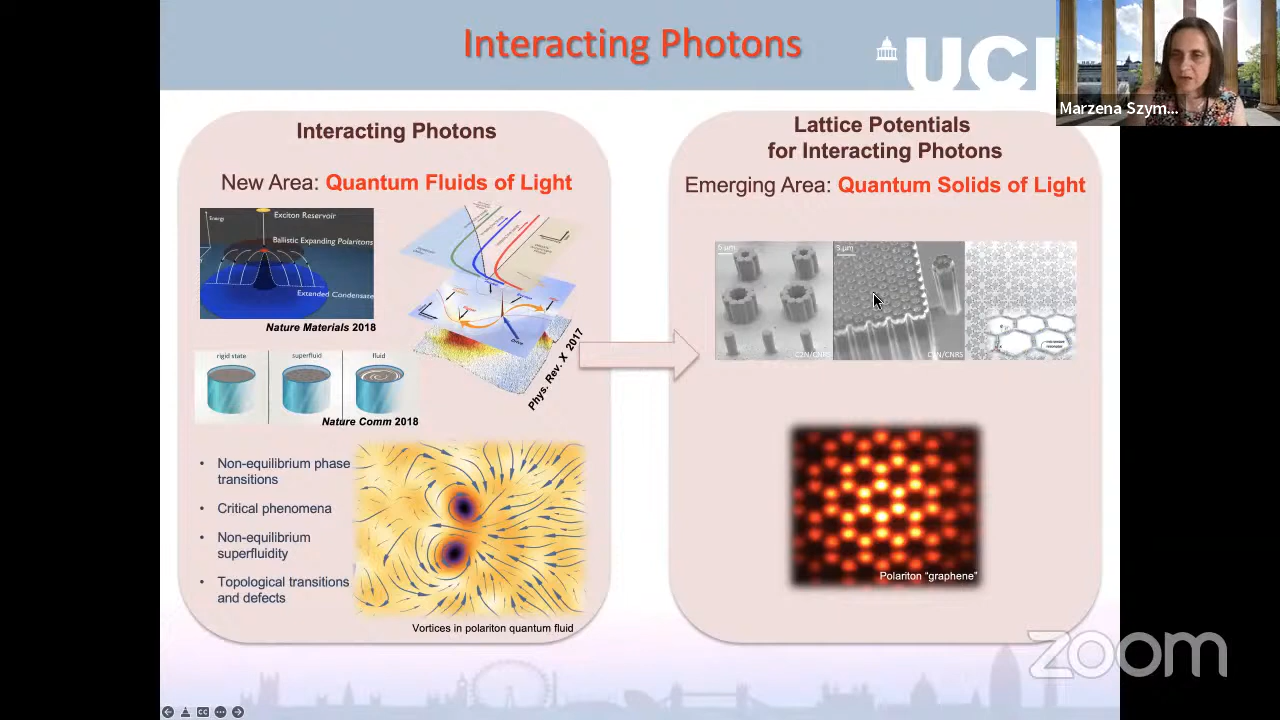 Interacting Photons
UCL
Marzena Szym...
Interacting Photons
New Area: Quantum Fluids of Light
Energy
Exciton Reservoir
Ballistic Expanding Polaritons
Extended Condensate
Nature Materials 2018
Drive
Phys. Rev. X 2017
rigid state
superfluid
fluid
Nature Comm 2018
• Non-equilibrium phase
transitions
• Critical phenomena
• Non-equilibrium
superfluidity
• Topological transitions
and defects
Vortices in polariton quantum fluid
Lattice Potentials
for Interacting Photons
Emerging Area: Quantum Solids of Light
5 μm
3 μm
C2N/CNRS
C2N/CNRS
Polariton "graphene"
zoom